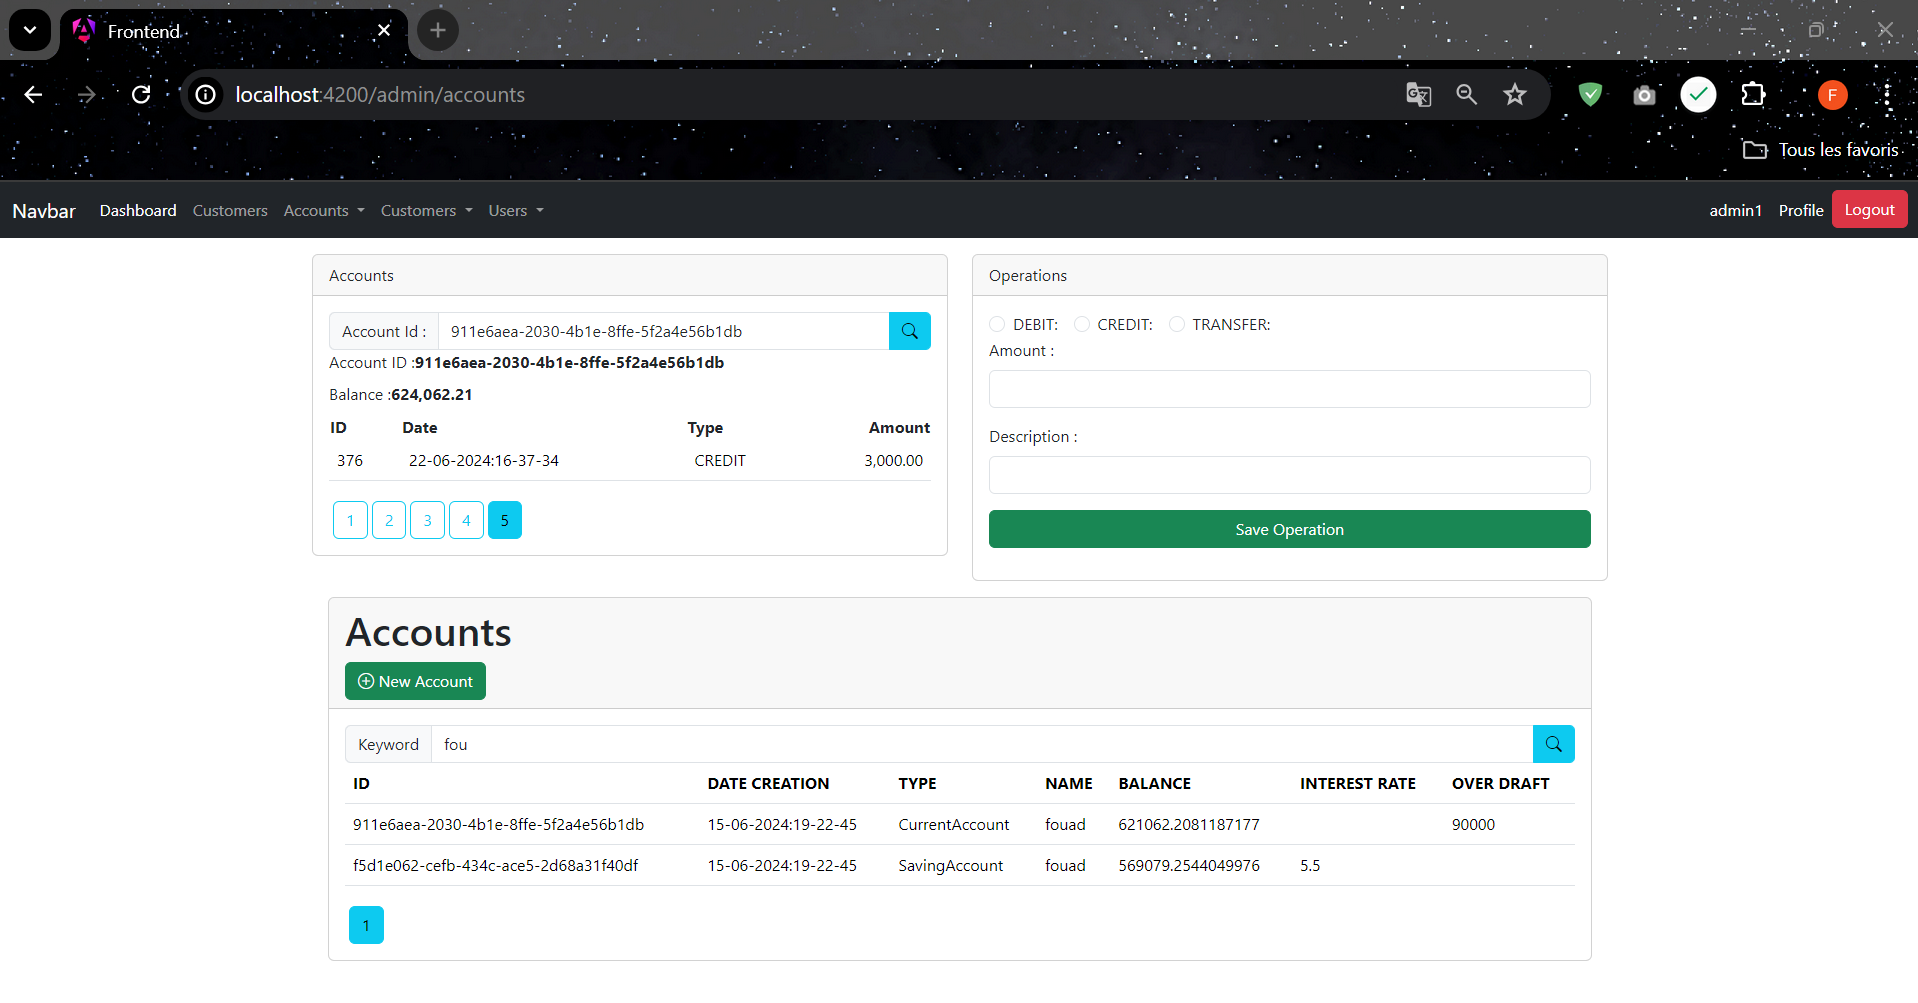 Frontend
localhost:4200/admin/accounts
F
Tous les favoris
Navbar Dashboard Customers Accounts Customers Users admin1 Profile Logout
Accounts
Account Id : 911e6aea-2030-4b1e-8ffe-5f2a4e56b1db
Account ID :911e6aea-2030-4b1e-8ffe-5f2a4e56b1db
Balance :624,062.21
ID Date Type Amount
376 22-06-2024:16-37-34 CREDIT 3,000.00
1 2 3 4 5
Operations
DEBIT: CREDIT: TRANSFER:
Amount :
Description :
Save Operation
Accounts
New Account
Keyword fou
ID DATE CREATION TYPE NAME BALANCE INTEREST RATE OVER DRAFT
911e6aea-2030-4b1e-8ffe-5f2a4e56b1db 15-06-2024:19-22-45 CurrentAccount fouad 621062.2081187177 90000
f5d1e062-cefb-434c-ace5-2d68a31f40df 15-06-2024:19-22-45 SavingAccount fouad 569079.2544049976 5.5
1